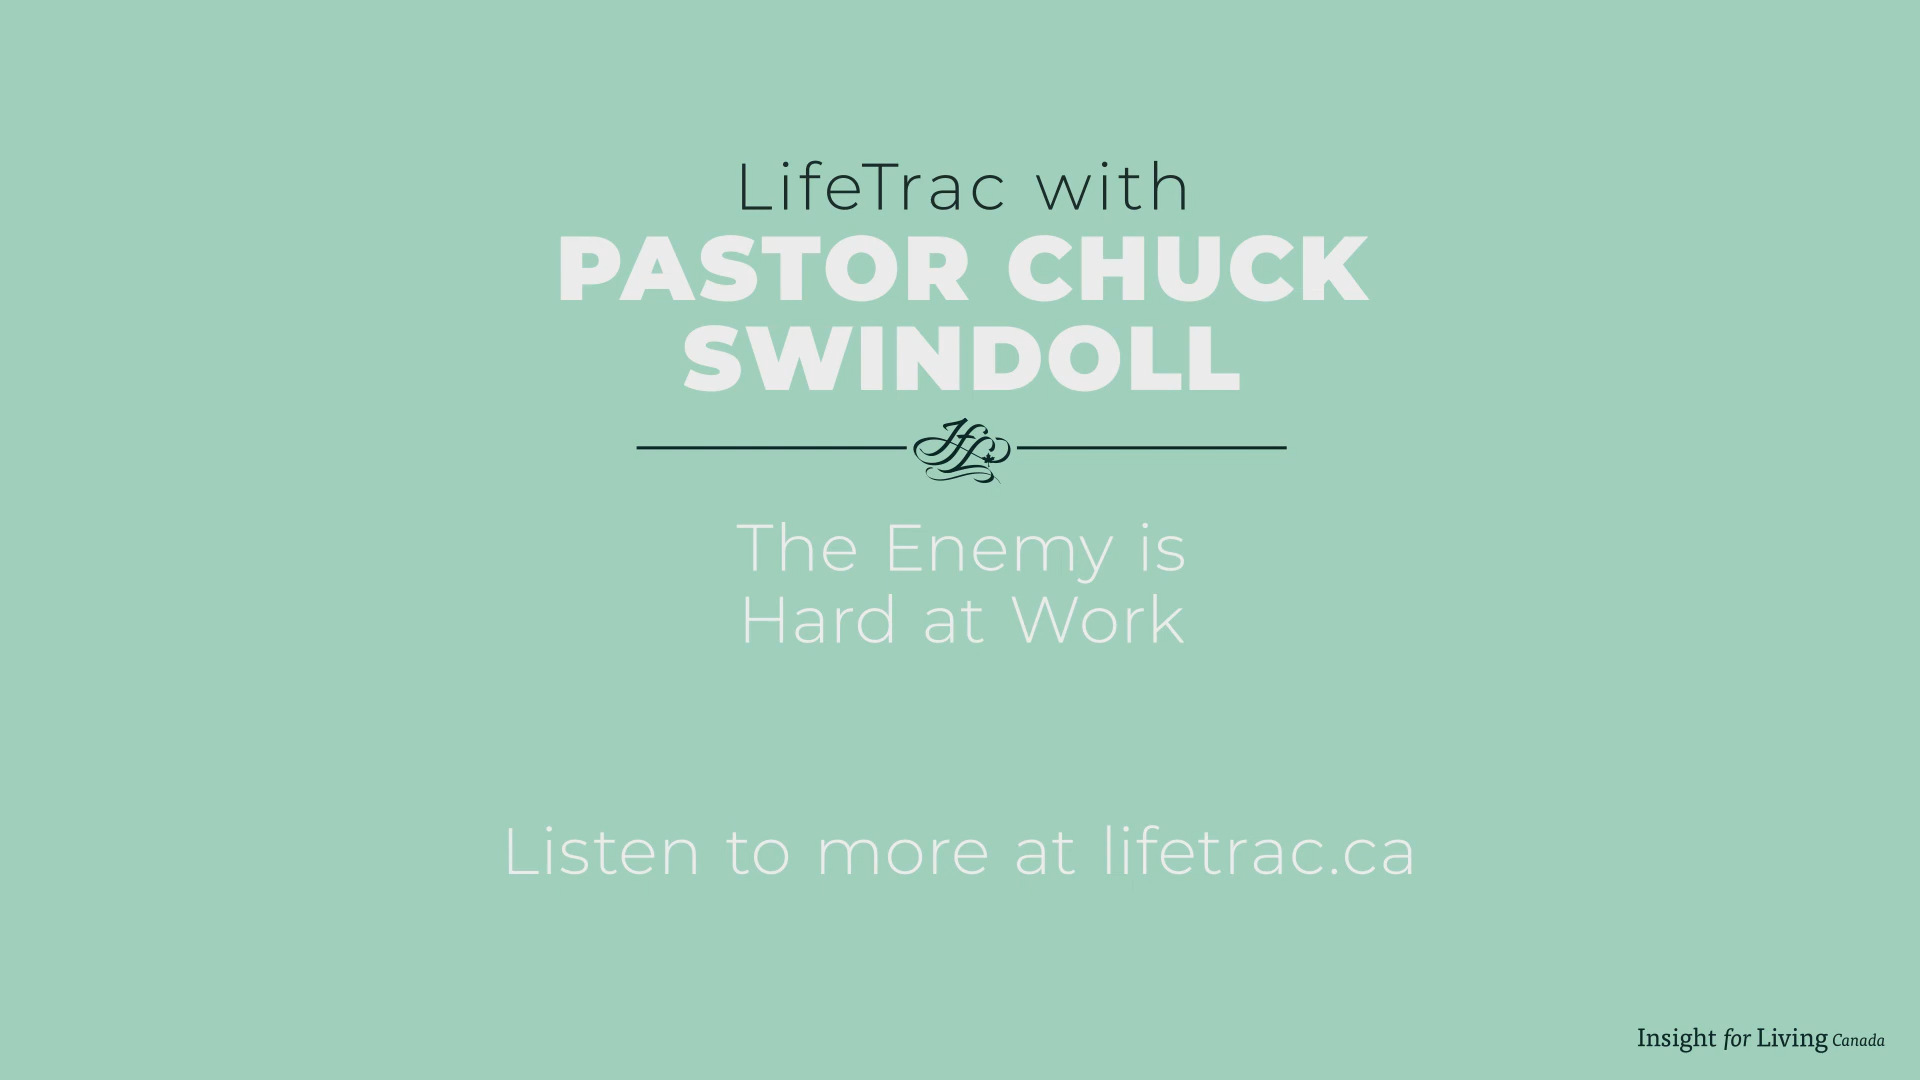 LifeTrac with
PASTOR CHUCK
SWINDOLL
IfL
The Enemy is
Hard at Work
Listen to more at lifetrac.ca
Insight for Living Canada